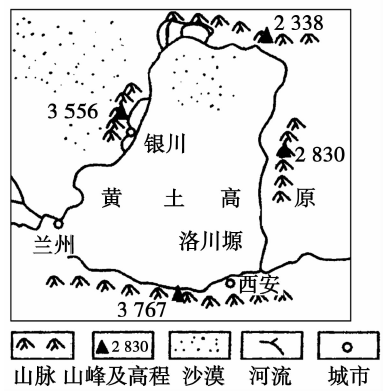 2 338
3 556
银川
2 830
黄 土 高 原
兰州
洛川塬
西安
3 767
2 830
山脉 山峰及高程 沙漠 河流 城市